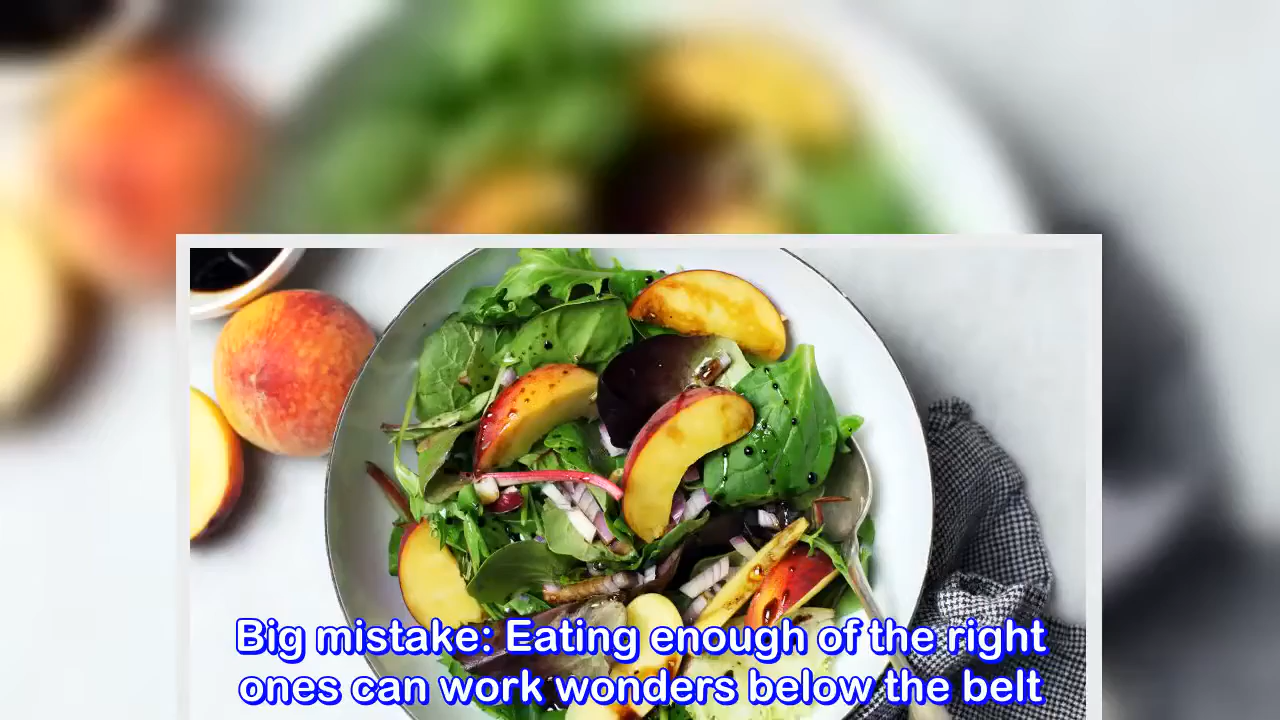 Big mistake: Eating enough of the right
ones can work wonders below the belt